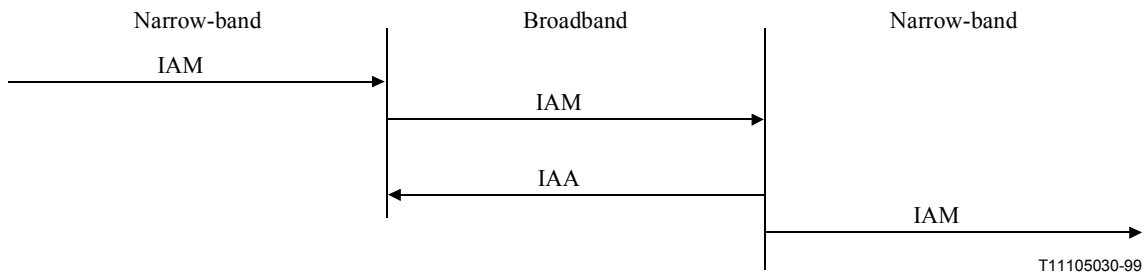 Narrow-band Broadband Narrow-band
IAM
IAM
IAA
IAM
T11105030-99